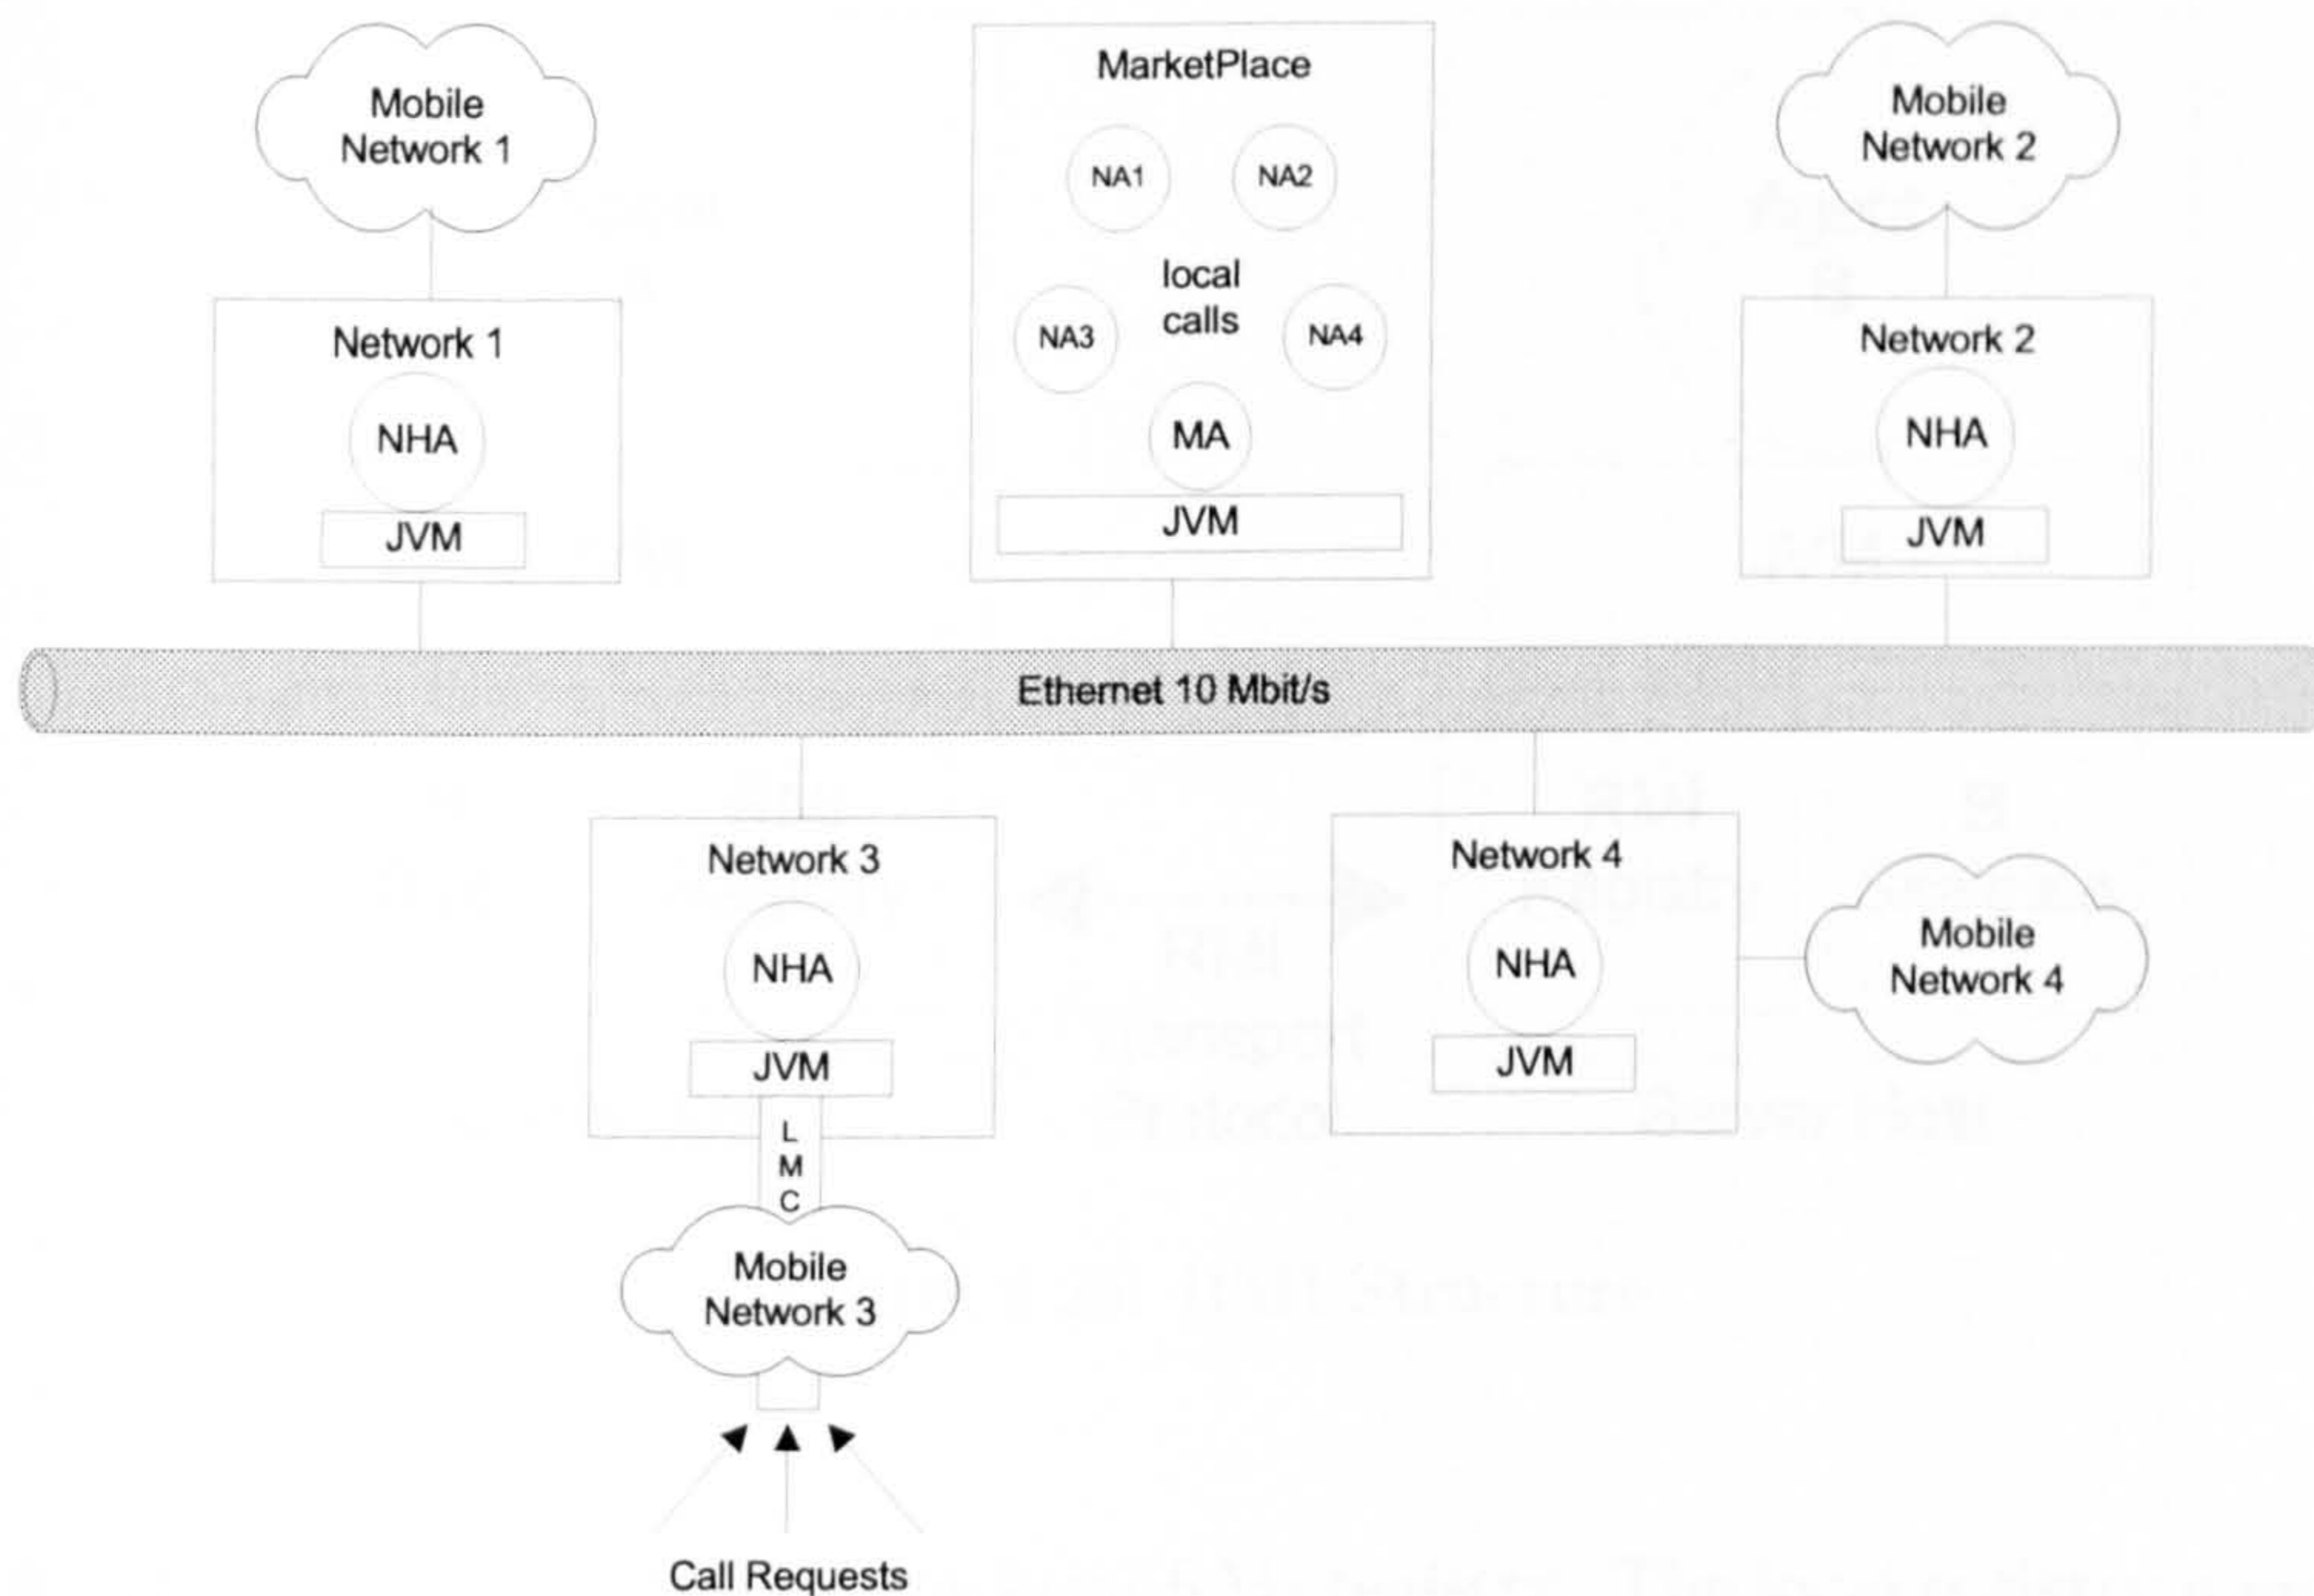 Mobile
Network 1
MarketPlace
Mobile
Network 2
NA1
NA2
local
calls
NA3
NA4
MA
JVM
Network 1
NHA
JVM
Network 2
NHA
JVM
Ethernet 10 Mbit/s
Network 3
NHA
JVM
L
M
C
Mobile
Network 3
Call Requests
Network 4
NHA
JVM
Mobile
Network 4